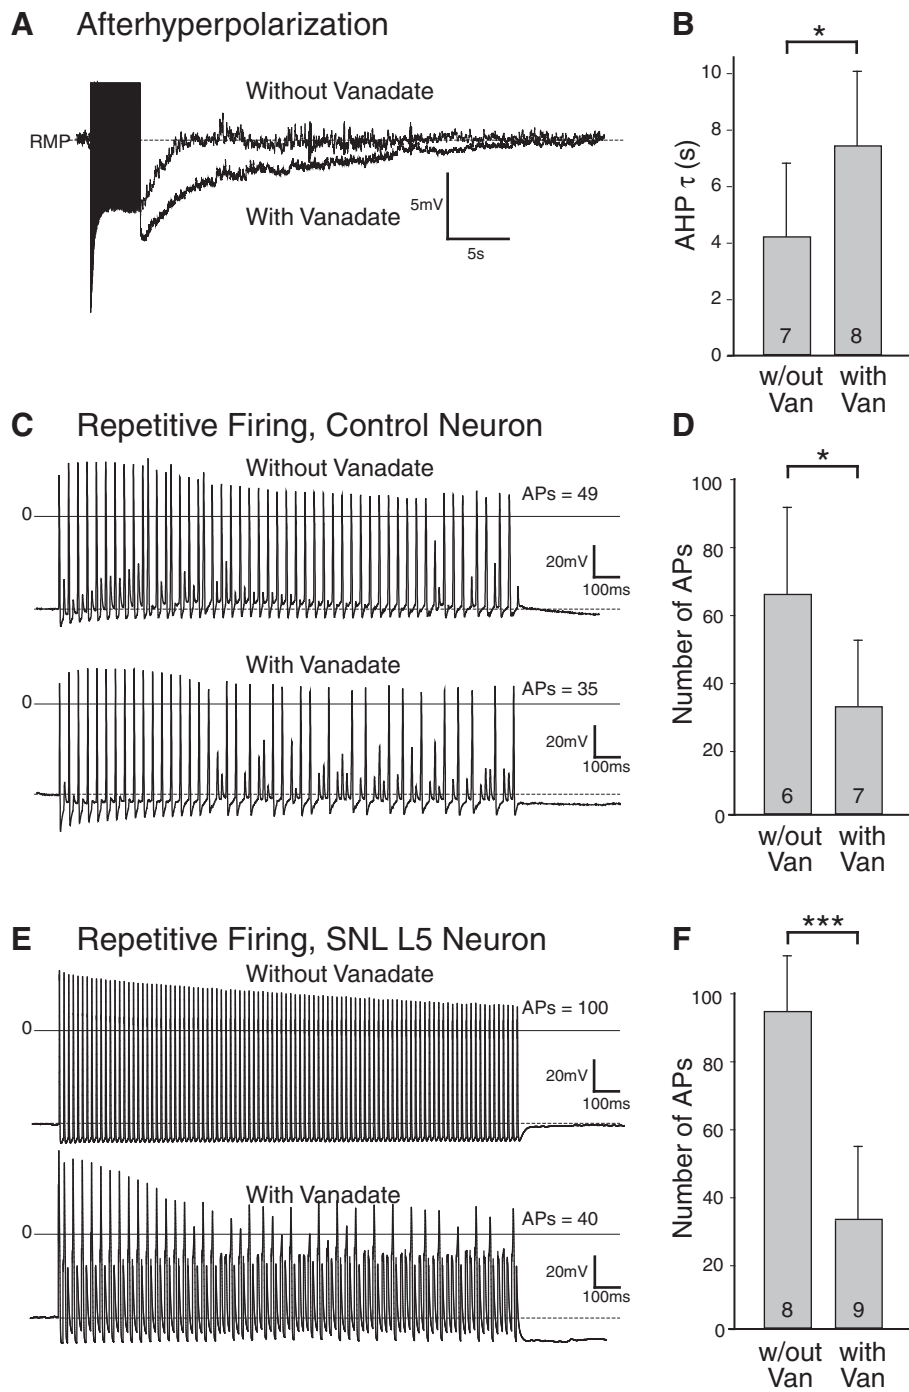 A Afterhyperpolarization
Without Vanadate
RMP
With Vanadate
5mV
5s
B
*
AHP τ (s)
10
8
6
4
2
0
7 8
w/out with
Van Van
C Repetitive Firing, Control Neuron
Without Vanadate
APs = 49
0
20mV
100ms
With Vanadate
APs = 35
0
20mV
100ms
D
*
Number of APs
100
80
60
40
20
0
6 7
w/out with
Van Van
E Repetitive Firing, SNL L5 Neuron
Without Vanadate
APs = 100
0
20mV
100ms
With Vanadate
APs = 40
0
20mV
100ms
F
***
Number of APs
100
80
60
40
20
0
8 9
w/out with
Van Van